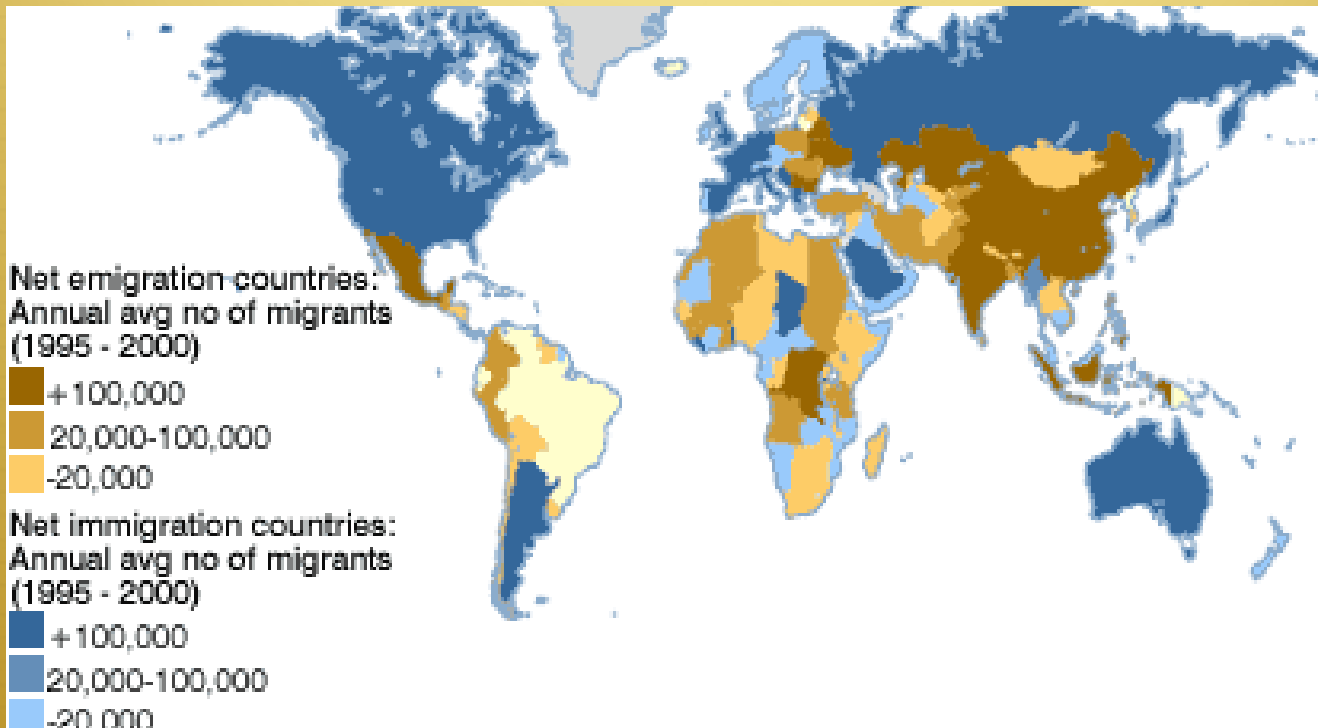 Net emigration countries:
Annual avg no of migrants
(1995 - 2000)
+100,000
20,000-100,000
-20,000
Net immigration countries:
Annual avg no of migrants
(1995 - 2000)
+100,000
20,000-100,000
-20,000